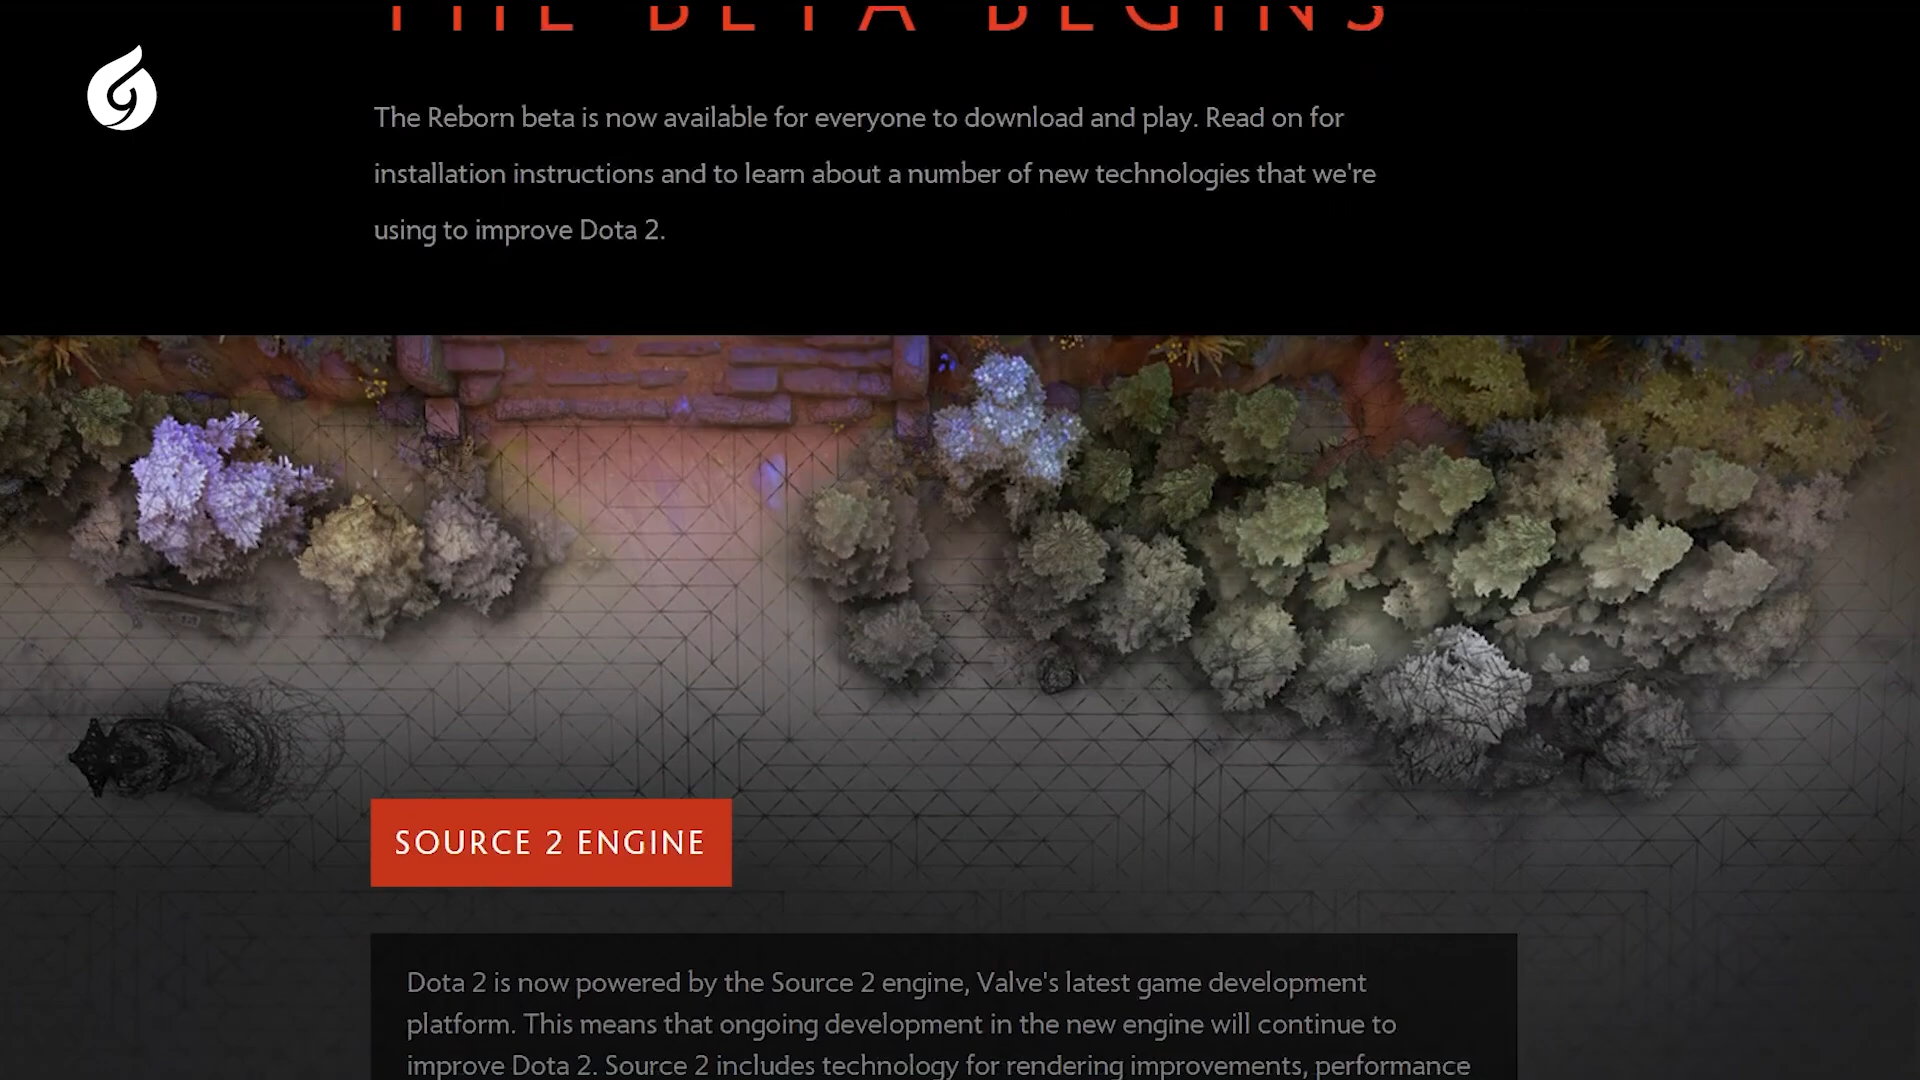 THE BETA BEGINS
The Reborn beta is now available for everyone to download and play. Read on for
installation instructions and to learn about a number of new technologies that we're
using to improve Dota 2.
SOURCE 2 ENGINE
Dota 2 is now powered by the Source 2 engine, Valve's latest game development
platform. This means that ongoing development in the new engine will continue to
improve Dota 2. Source 2 includes technology for rendering improvements, performance